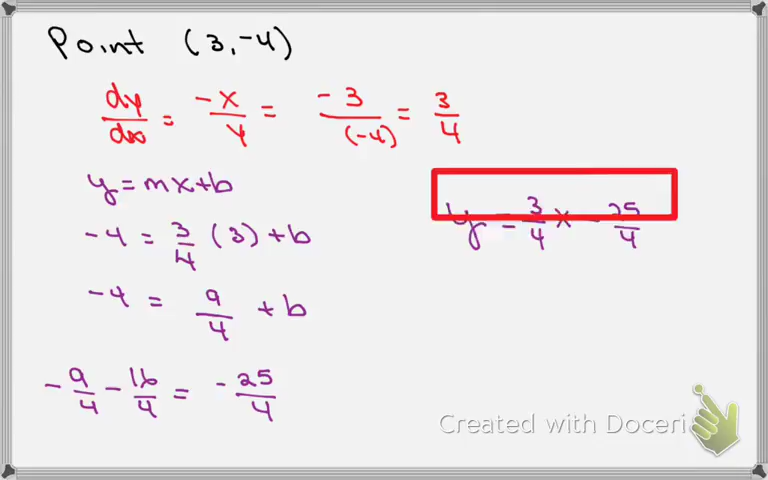 Point (3,-4)
dy/dx = -x/y = -3/(-4) = 3/4
y = mx+b
-4 = 3/4 (3) + b
y = 3/4 x - 25/4
-4 = 9/4 + b
-9/4 - 16/4 = -25/4
Created with Doceri